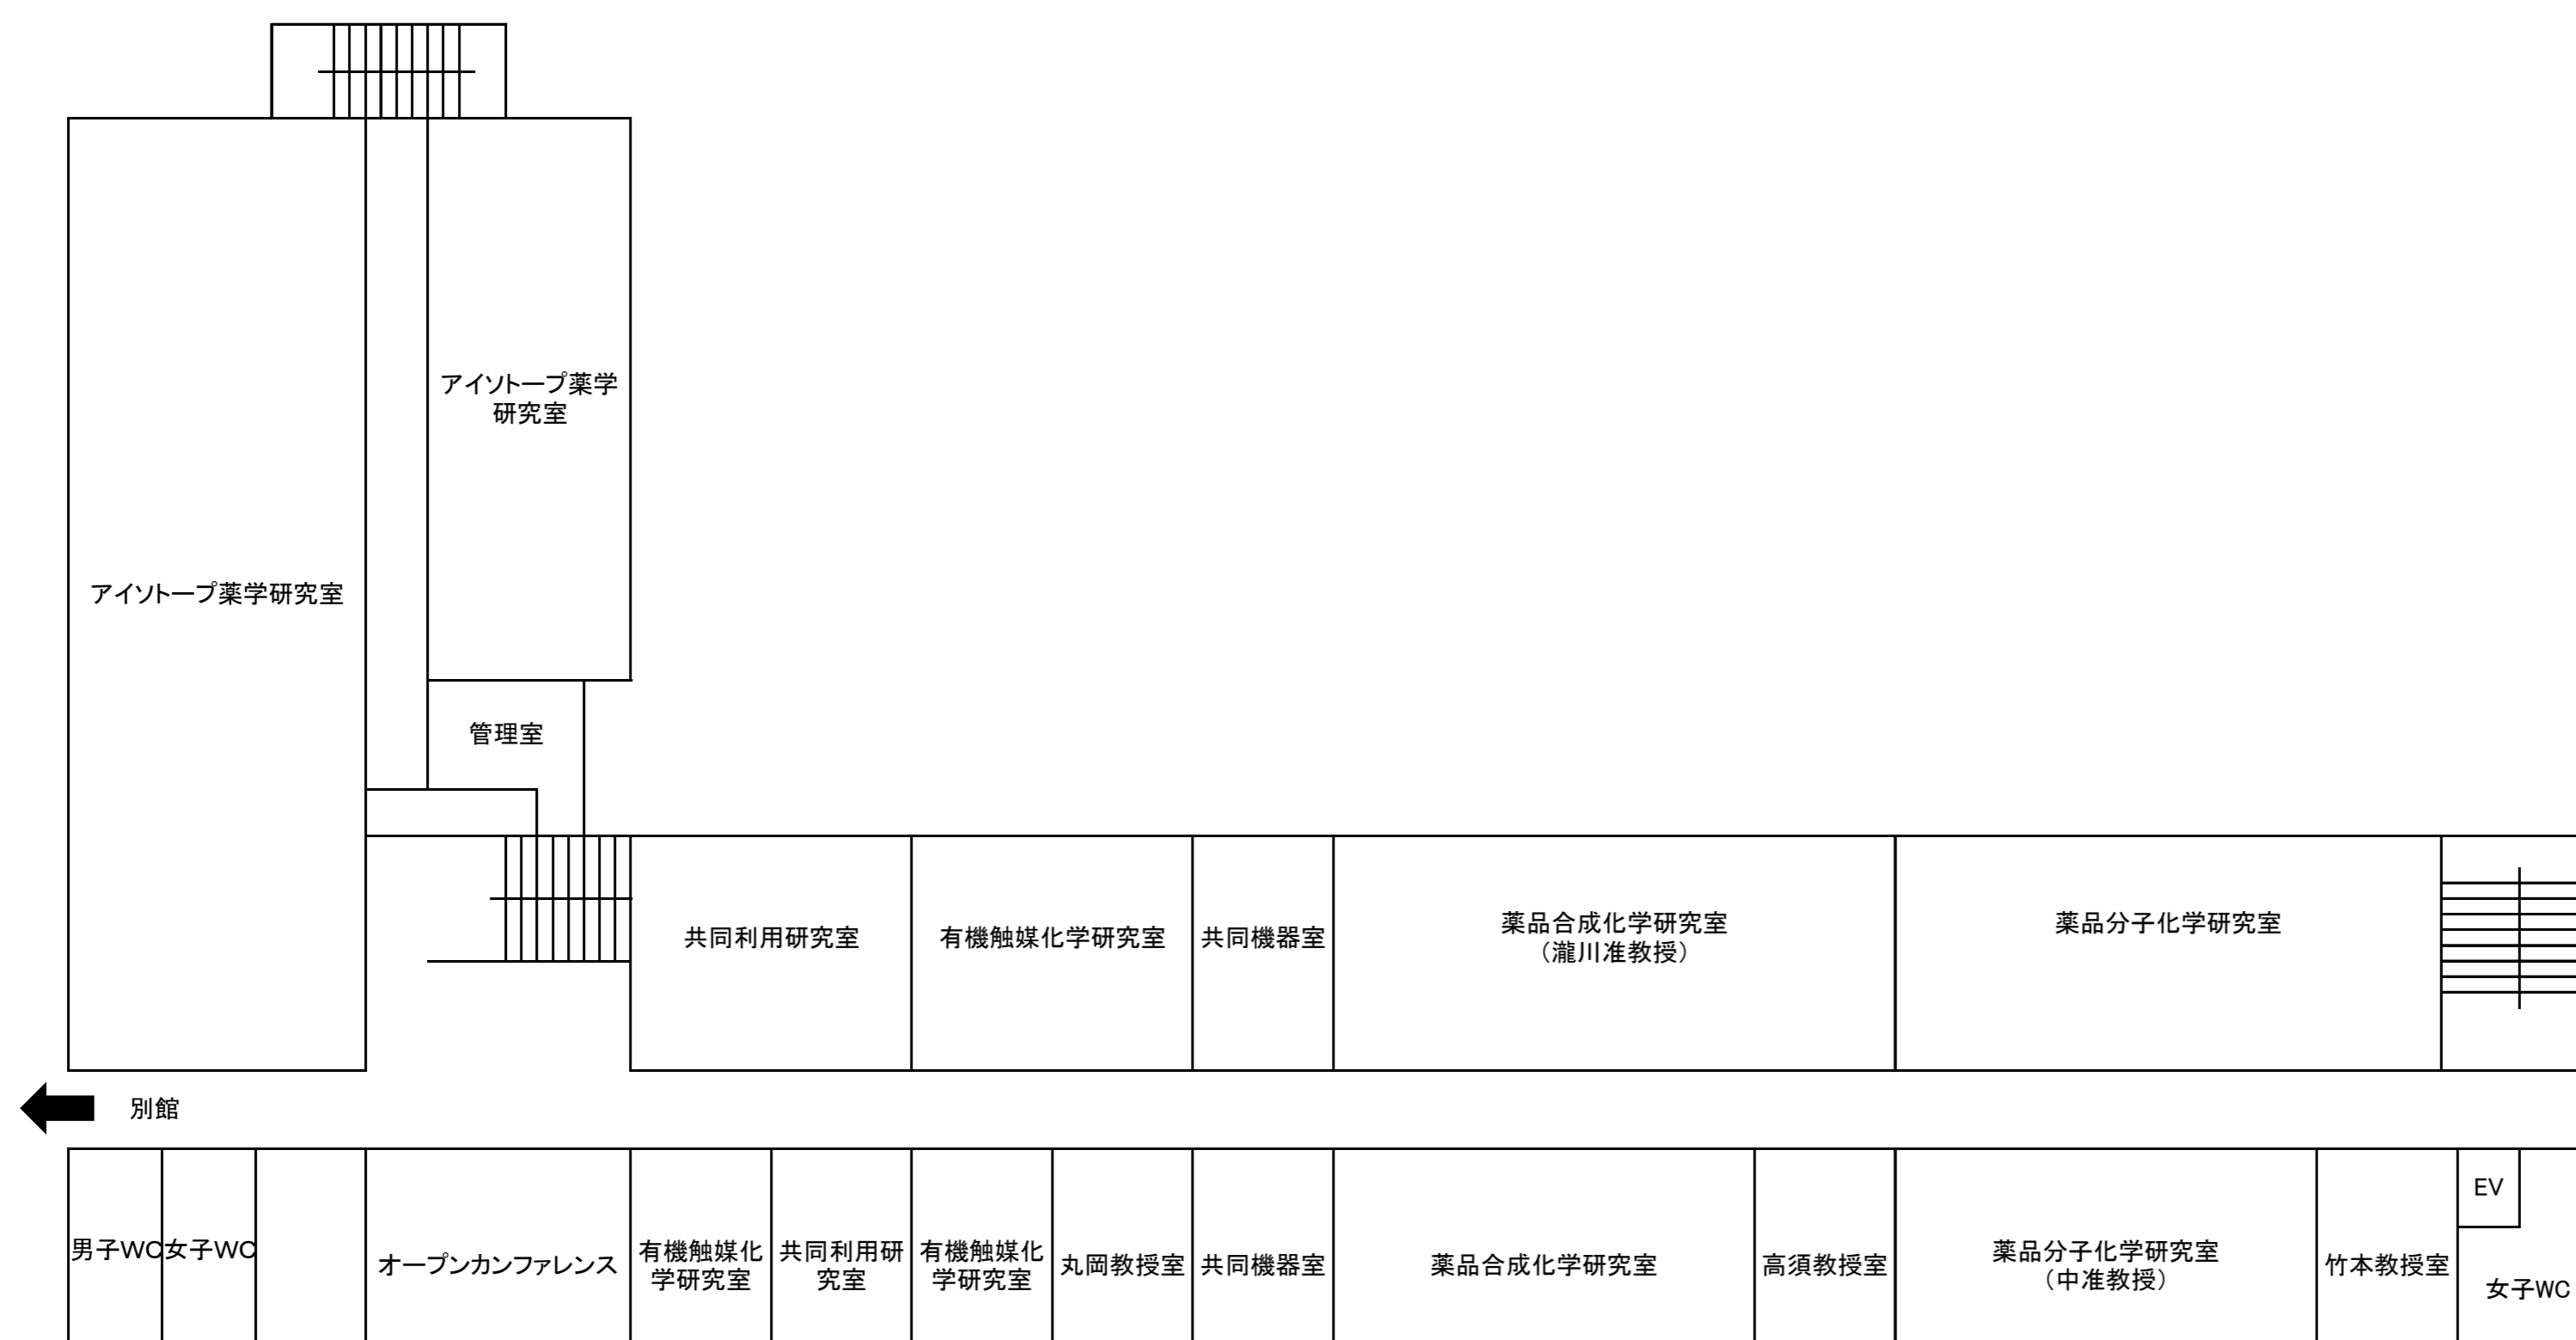 アイソトープ薬学
研究室
アイソトープ薬学研究室
管理室
共同利用研究室
有機触媒化学研究室
共同機器室
薬品合成化学研究室
（瀧川准教授）
薬品分子化学研究室
別館
男子WC
女子WC
オープンカンファレンス
有機触媒化
学研究室
共同利用研
究室
有機触媒化
学研究室
丸岡教授室
共同機器室
薬品合成化学研究室
高須教授室
薬品分子化学研究室
（中准教授）
竹本教授室
EV
女子WC